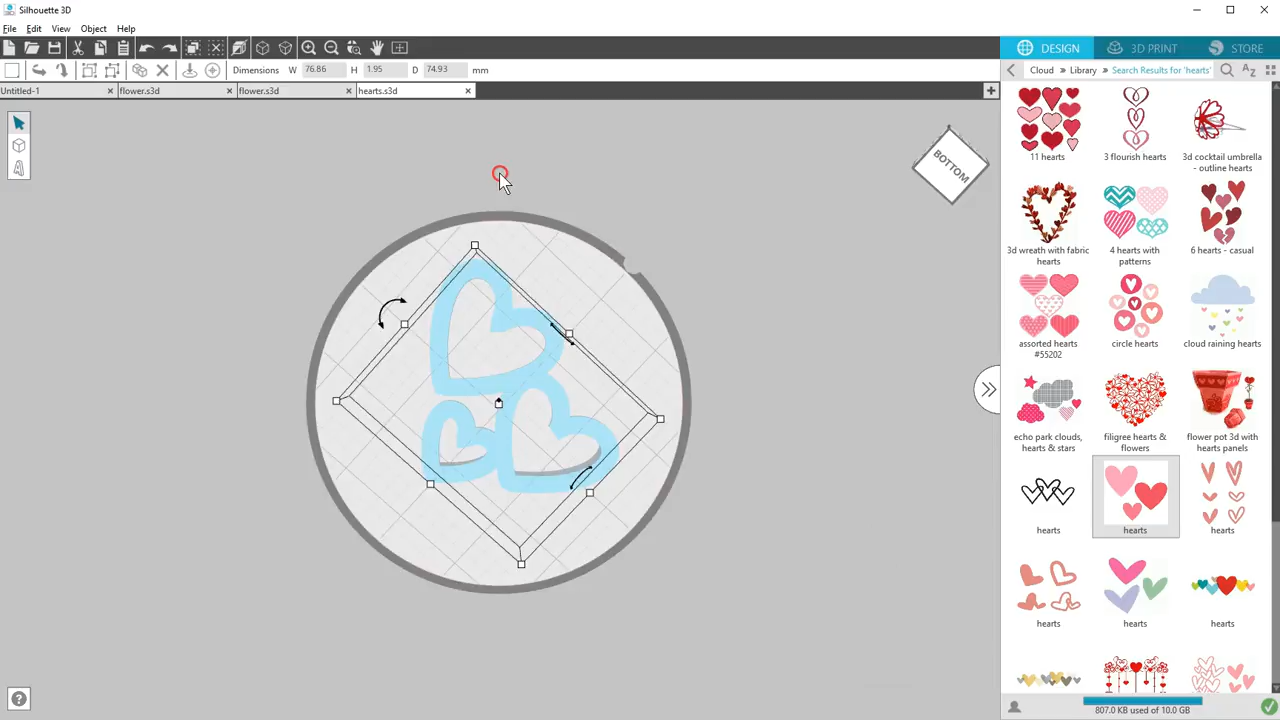 Silhouette 3D
File Edit View Object Help
DESIGN 3D PRINT STORE
Dimensions W 76.86 H 1.95 D 74.93 mm
Cloud » Library » Search Results for 'hearts'
Untitled-1 × flower.s3d × flower.s3d × hearts.s3d ×
BOTTOM
11 hearts
3 flourish hearts
3d cocktail umbrella
- outline hearts
3d wreath with fabric
hearts
4 hearts with
patterns
6 hearts - casual
assorted hearts
#55202
circle hearts
cloud raining hearts
echo park clouds,
hearts & stars
filigree hearts &
flowers
flower pot 3d with
hearts panels
hearts
hearts
hearts
hearts
hearts
hearts
807.0 KB used of 10.0 GB